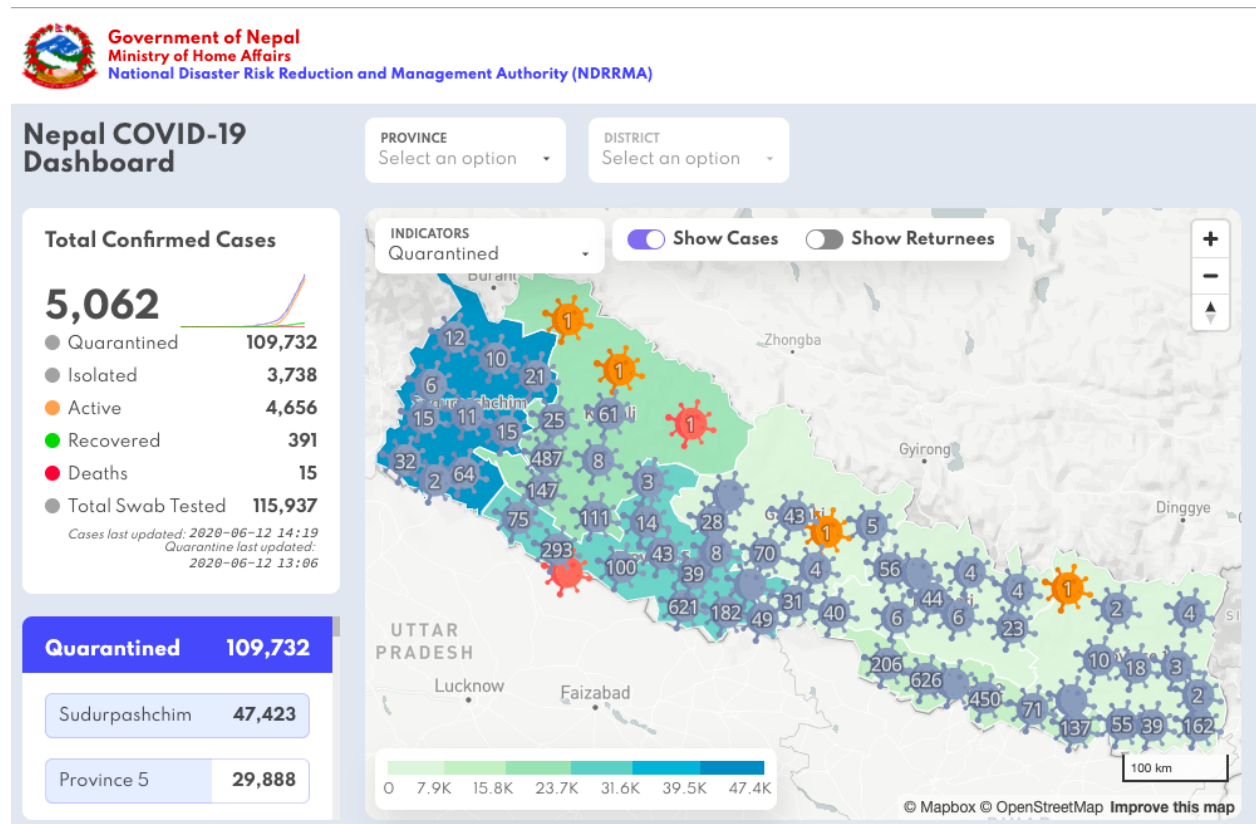 Government of Nepal
Ministry of Home Affairs
National Disaster Risk Reduction and Management Authority (NDRRMA)
Nepal COVID-19
Dashboard
PROVINCE
Select an option
DISTRICT
Select an option
Total Confirmed Cases
5,062
Quarantined 109,732
Isolated 3,738
Active 4,656
Recovered 391
Deaths 15
Total Swab Tested 115,937
Cases last updated: 2020-06-12 14:19
Quarantine last updated:
2020-06-12 13:06
Quarantined 109,732
Sudurpashchim 47,423
Province 5 29,888
INDICATORS
Quarantined
Show Cases
Show Returnees
+
−
Zhongba
Gyirong
Dinggye
1
12
10
1
21
6
15
11
15
25
61
1
32
2
64
487
8
147
3
75
111
14
28
43
1
5
293
100
43
39
8
70
4
56
4
4
1
2
4
621
182
49
31
40
6
44
6
23
206
626
450
71
137
10
18
3
2
55
39
162
UTTAR
PRADESH
Lucknow
Faizabad
0 7.9K 15.8K 23.7K 31.6K 39.5K 47.4K
100 km
© Mapbox © OpenStreetMap Improve this map